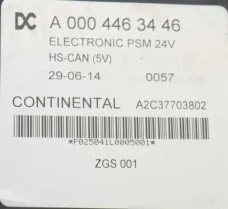 DC A 000 446 34 46
ELECTRONIC PSM 24V
HS-CAN (5V)
29-06-14 0057
CONTINENTAL A2C37703802
*P025041L0005001*
ZGS 001